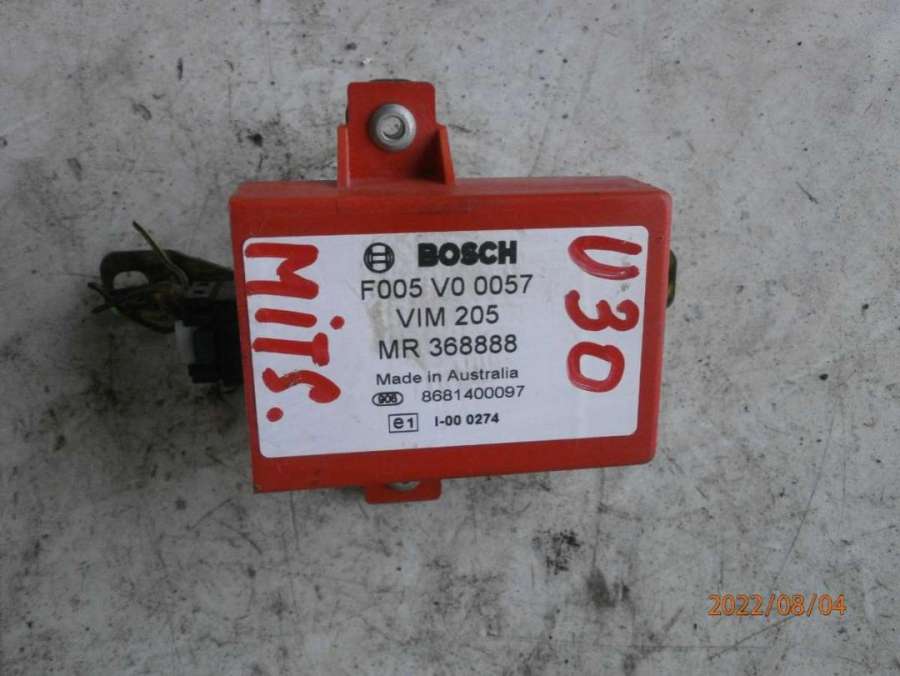 BOSCH
F005 V0 0057
VIM 205
MR 368888
Made in Australia
906 8681400097
e1 I-00 0274
MiTS.
U30
2022/08/04